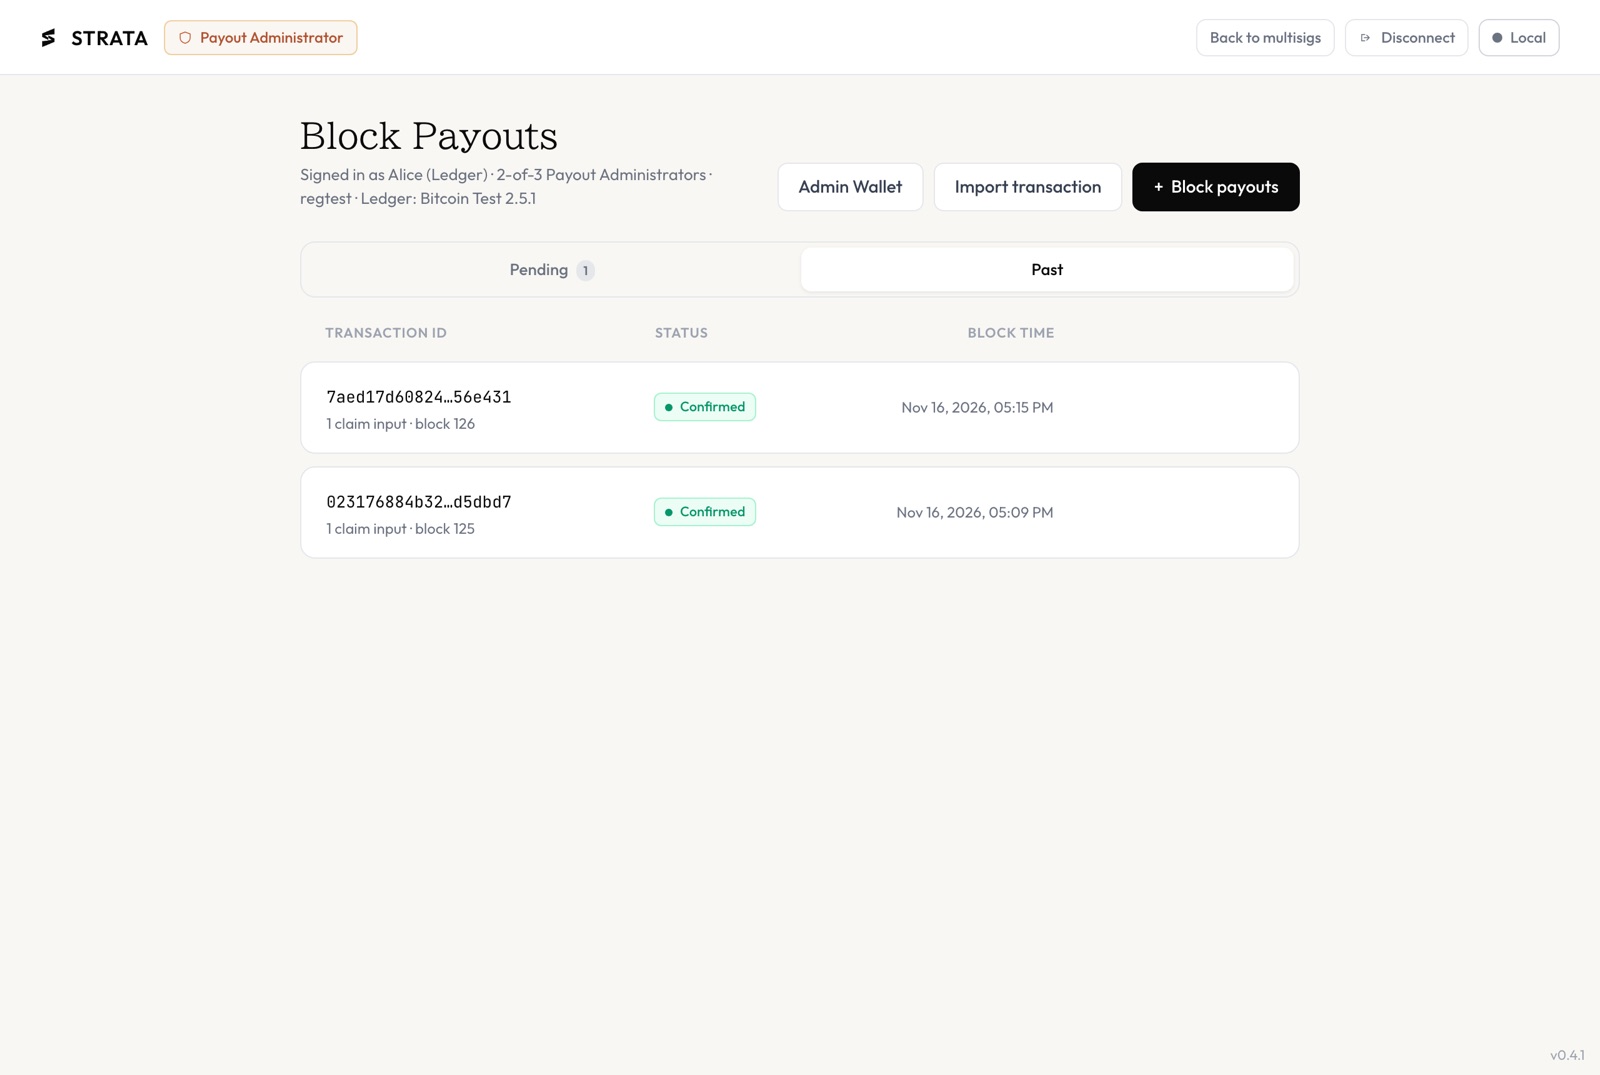 STRATA
Payout Administrator
Back to multisigs
Disconnect
Local
Block Payouts
Signed in as Alice (Ledger) · 2-of-3 Payout Administrators ·
regtest · Ledger: Bitcoin Test 2.5.1
Admin Wallet
Import transaction
+ Block payouts
Pending 1
Past
TRANSACTION ID
STATUS
BLOCK TIME
7aed17d60824…56e431
1 claim input · block 126
Confirmed
Nov 16, 2026, 05:15 PM
023176884b32…d5dbd7
1 claim input · block 125
Confirmed
Nov 16, 2026, 05:09 PM
v0.4.1